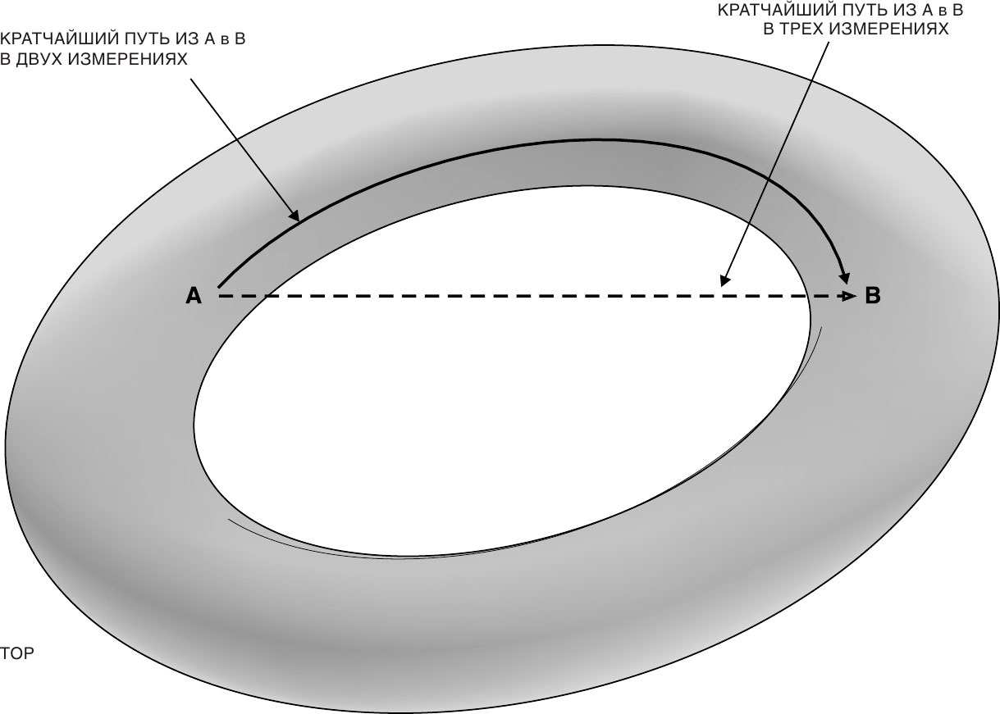 КРАТЧАЙШИЙ ПУТЬ ИЗ А в В
В ДВУХ ИЗМЕРЕНИЯХ
КРАТЧАЙШИЙ ПУТЬ ИЗ А в В
В ТРЕХ ИЗМЕРЕНИЯХ
А
В
ТОР